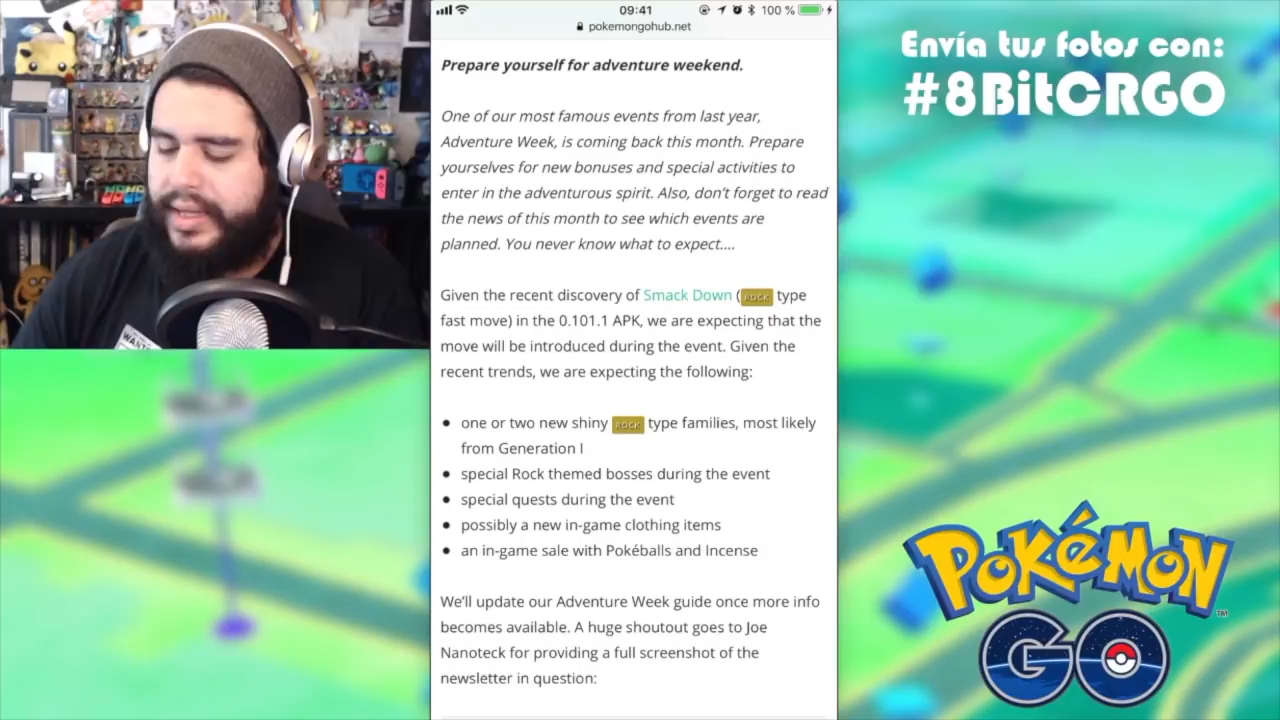 09:41
100 %
pokemongohub.net
Prepare yourself for adventure weekend.
One of our most famous events from last year,
Adventure Week, is coming back this month. Prepare
yourselves for new bonuses and special activities to
enter in the adventurous spirit. Also, don't forget to read
the news of this month to see which events are
planned. You never know what to expect....
Given the recent discovery of Smack Down (ROCK type
fast move) in the 0.101.1 APK, we are expecting that the
move will be introduced during the event. Given the
recent trends, we are expecting the following:
• one or two new shiny ROCK type families, most likely
from Generation I
• special Rock themed bosses during the event
• special quests during the event
• possibly a new in-game clothing items
• an in-game sale with Pokéballs and Incense
We'll update our Adventure Week guide once more info
becomes available. A huge shoutout goes to Joe
Nanoteck for providing a full screenshot of the
newsletter in question:
Envía tus fotos con:
#8BitCRGO
POKÉMON
TM
GO